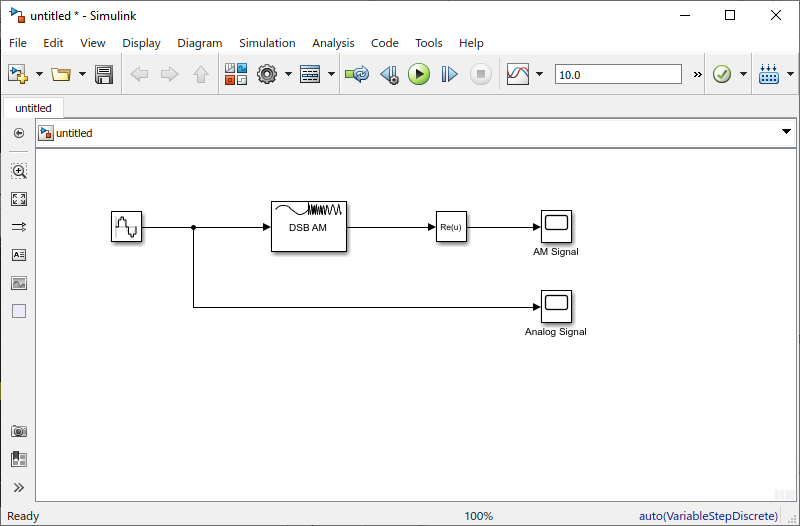 untitled * - Simulink
File Edit View Display Diagram Simulation Analysis Code Tools Help
10.0 »
untitled
untitled
A
DSB AM
Re(u)
AM Signal
Analog Signal
Ready 100% auto(VariableStepDiscrete)